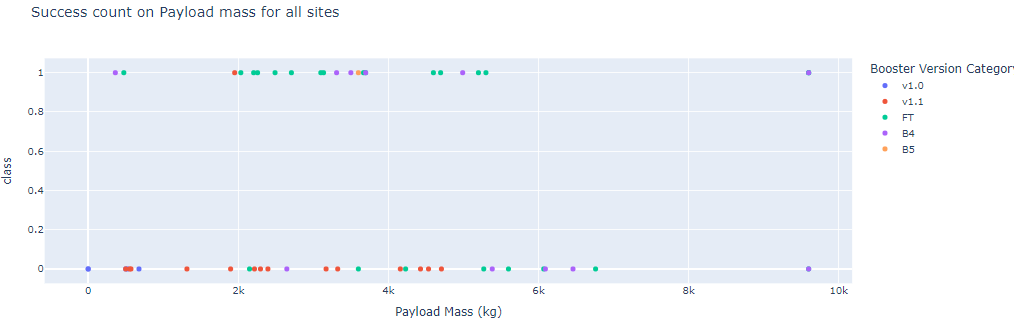 Success count on Payload mass for all sites
Booster Version Category
v1.0
v1.1
FT
B4
B5
class
1
0.8
0.6
0.4
0.2
0
0 2k 4k 6k 8k 10k
Payload Mass (kg)